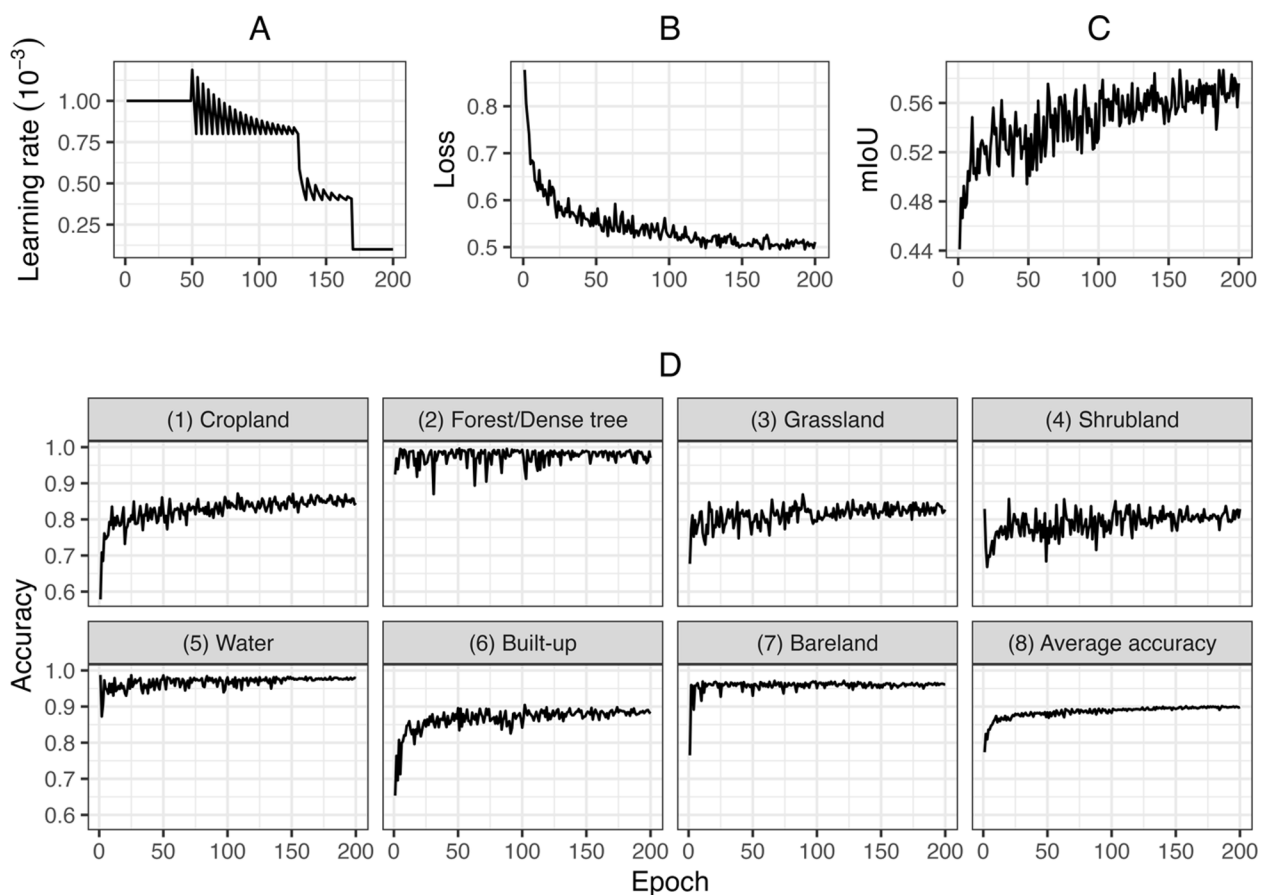 A
B
C
Learning rate (10⁻³)
1.00
0.75
0.50
0.25
0 50 100 150 200
Loss
0.8
0.7
0.6
0.5
0 50 100 150 200
mIoU
0.56
0.52
0.48
0.44
0 50 100 150 200
D
(1) Cropland
(2) Forest/Dense tree
(3) Grassland
(4) Shrubland
1.0
0.9
0.8
0.7
0.6
Accuracy
(5) Water
(6) Built-up
(7) Bareland
(8) Average accuracy
1.0
0.9
0.8
0.7
0.6
0 50 100 150 200
0 50 100 150 200
0 50 100 150 200
0 50 100 150 200
Epoch